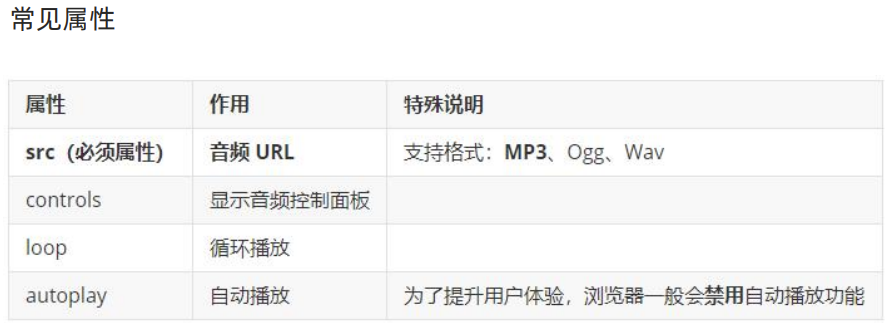 常见属性
属性 作用 特殊说明
src（必须属性) 音频 URL 支持格式：MP3、Ogg、Wav
controls 显示音频控制面板
loop 循环播放
autoplay 自动播放 为了提升用户体验，浏览器一般会禁用自动播放功能